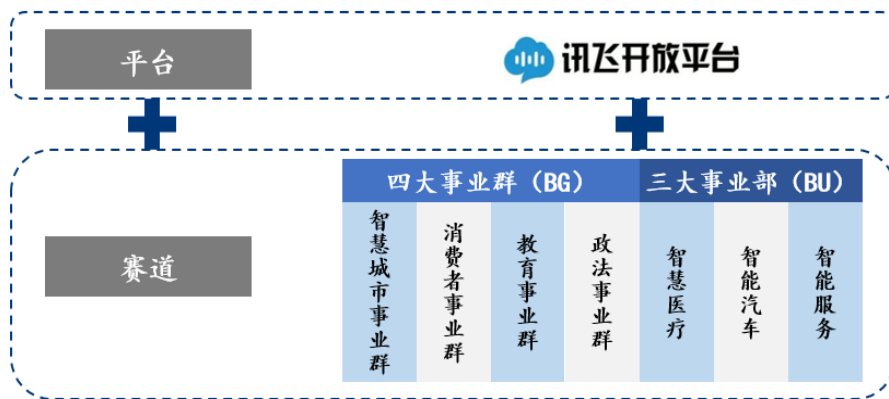 平台
讯飞开放平台
四大事业群（BG）
三大事业部（BU）
赛道
智慧城市事业群
消费者事业群
教育事业群
政法事业群
智慧医疗
智能汽车
智能服务